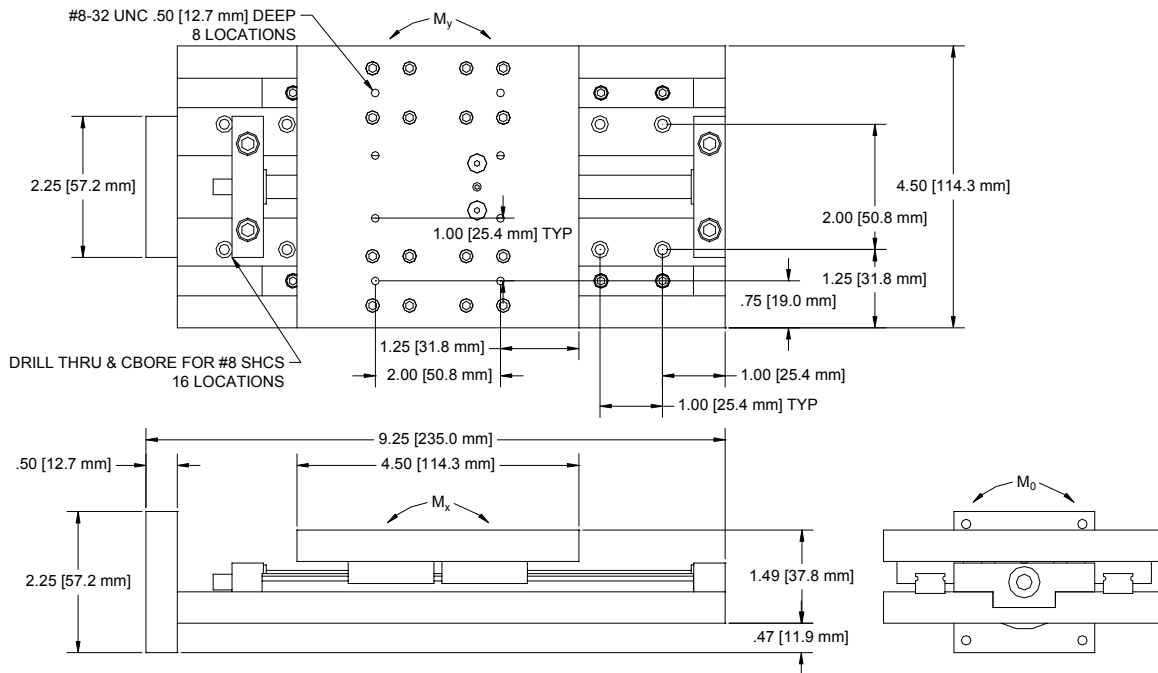 #8-32 UNC .50 [12.7 mm] DEEP
8 LOCATIONS
My
2.25 [57.2 mm]
4.50 [114.3 mm]
2.00 [50.8 mm]
1.00 [25.4 mm] TYP
1.25 [31.8 mm]
.75 [19.0 mm]
DRILL THRU & CBORE FOR #8 SHCS
16 LOCATIONS
1.25 [31.8 mm]
2.00 [50.8 mm]
1.00 [25.4 mm]
1.00 [25.4 mm] TYP
9.25 [235.0 mm]
.50 [12.7 mm]
4.50 [114.3 mm]
Mx
M0
2.25 [57.2 mm]
1.49 [37.8 mm]
.47 [11.9 mm]